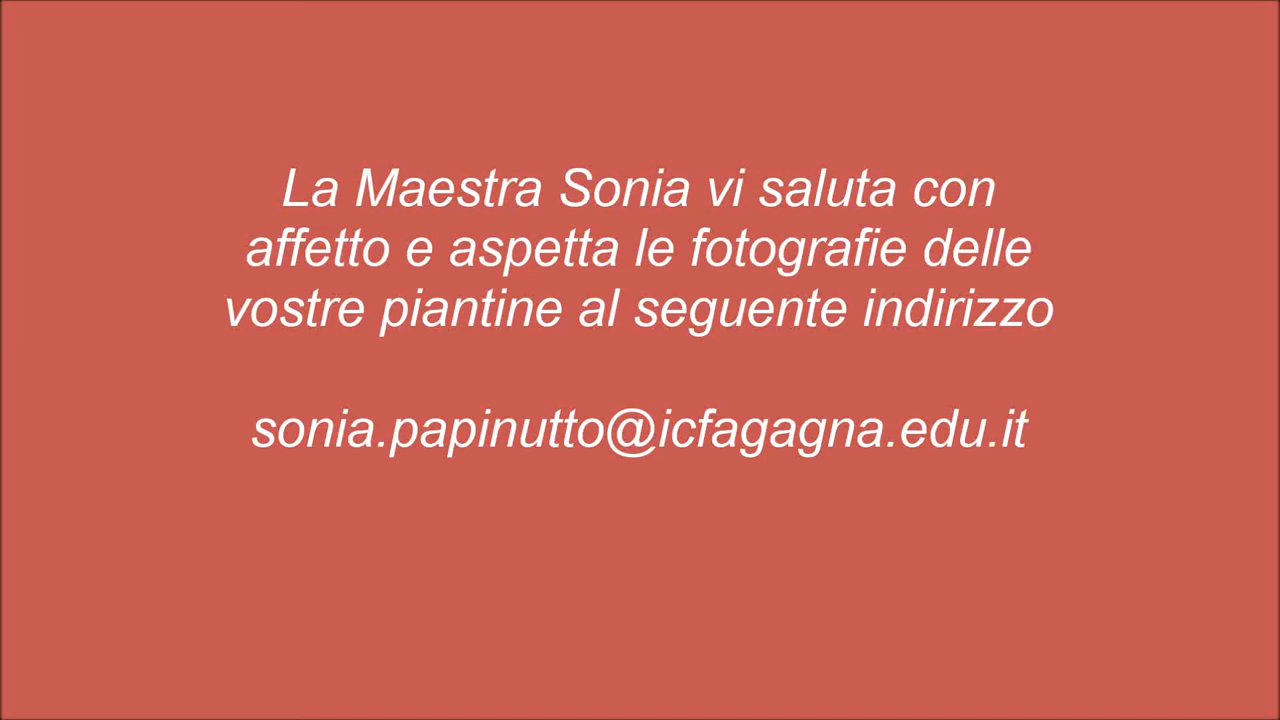 La Maestra Sonia vi saluta con
affetto e aspetta le fotografie delle
vostre piantine al seguente indirizzo
sonia.papinutto@icfagagna.edu.it